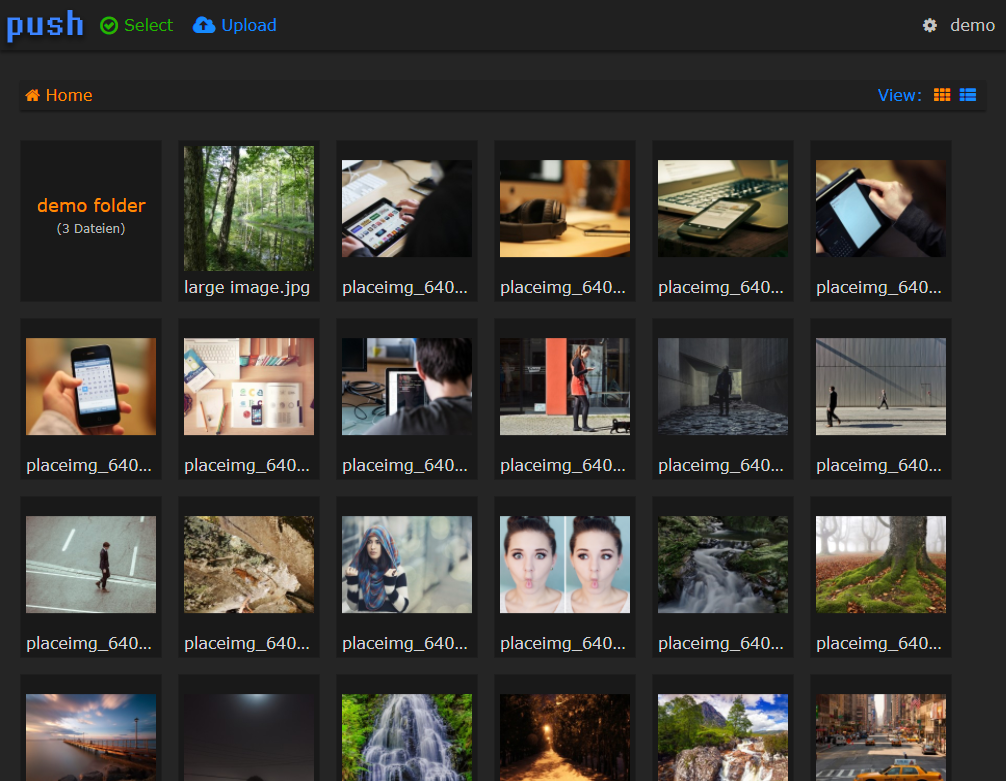 push Select Upload demo
Home View:
demo folder
(3 Dateien)
large image.jpg placeimg_640... placeimg_640... placeimg_640... placeimg_640...
placeimg_640... placeimg_640... placeimg_640... placeimg_640... placeimg_640... placeimg_640...
placeimg_640... placeimg_640... placeimg_640... placeimg_640... placeimg_640... placeimg_640...